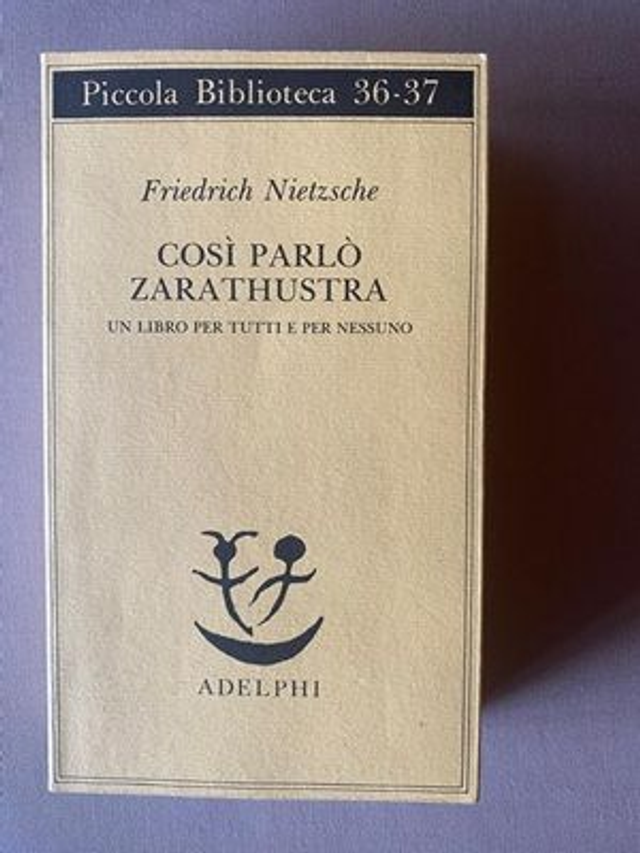 Piccola Biblioteca 36-37
Friedrich Nietzsche
COSÌ PARLÒ
ZARATHUSTRA
UN LIBRO PER TUTTI E PER NESSUNO
ADELPHI